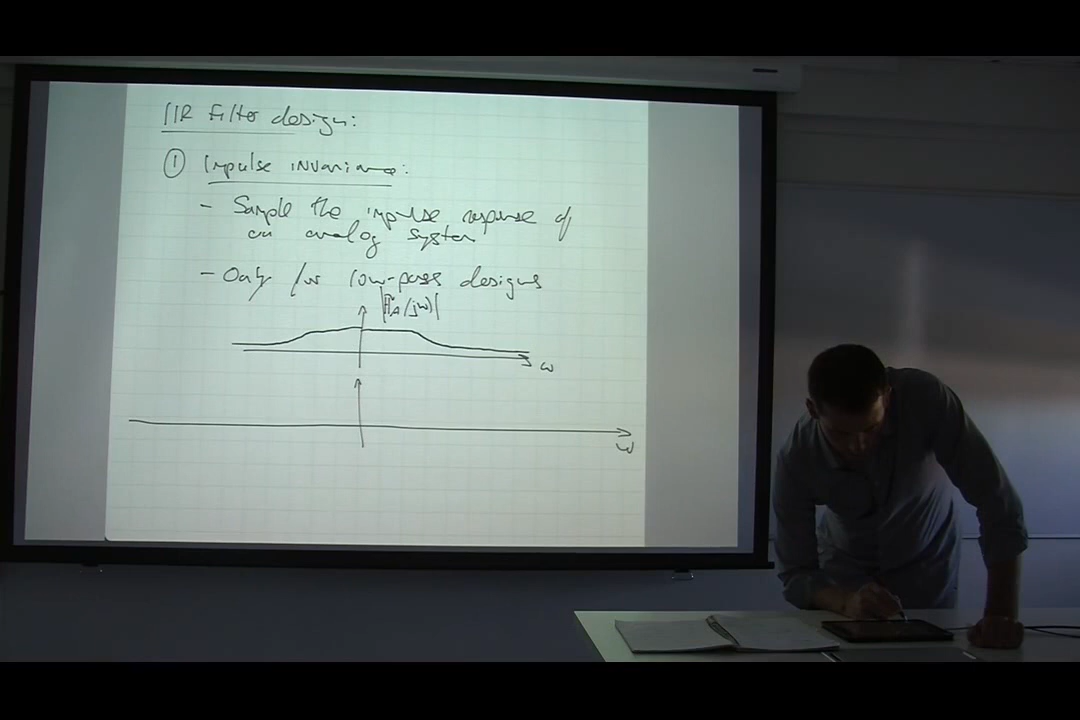 IIR Filter design:
① Impulse invariance:
- Sample the impulse response of
an analog system
- Only for low-pass designs
|H_A(jω)|
ω
ω